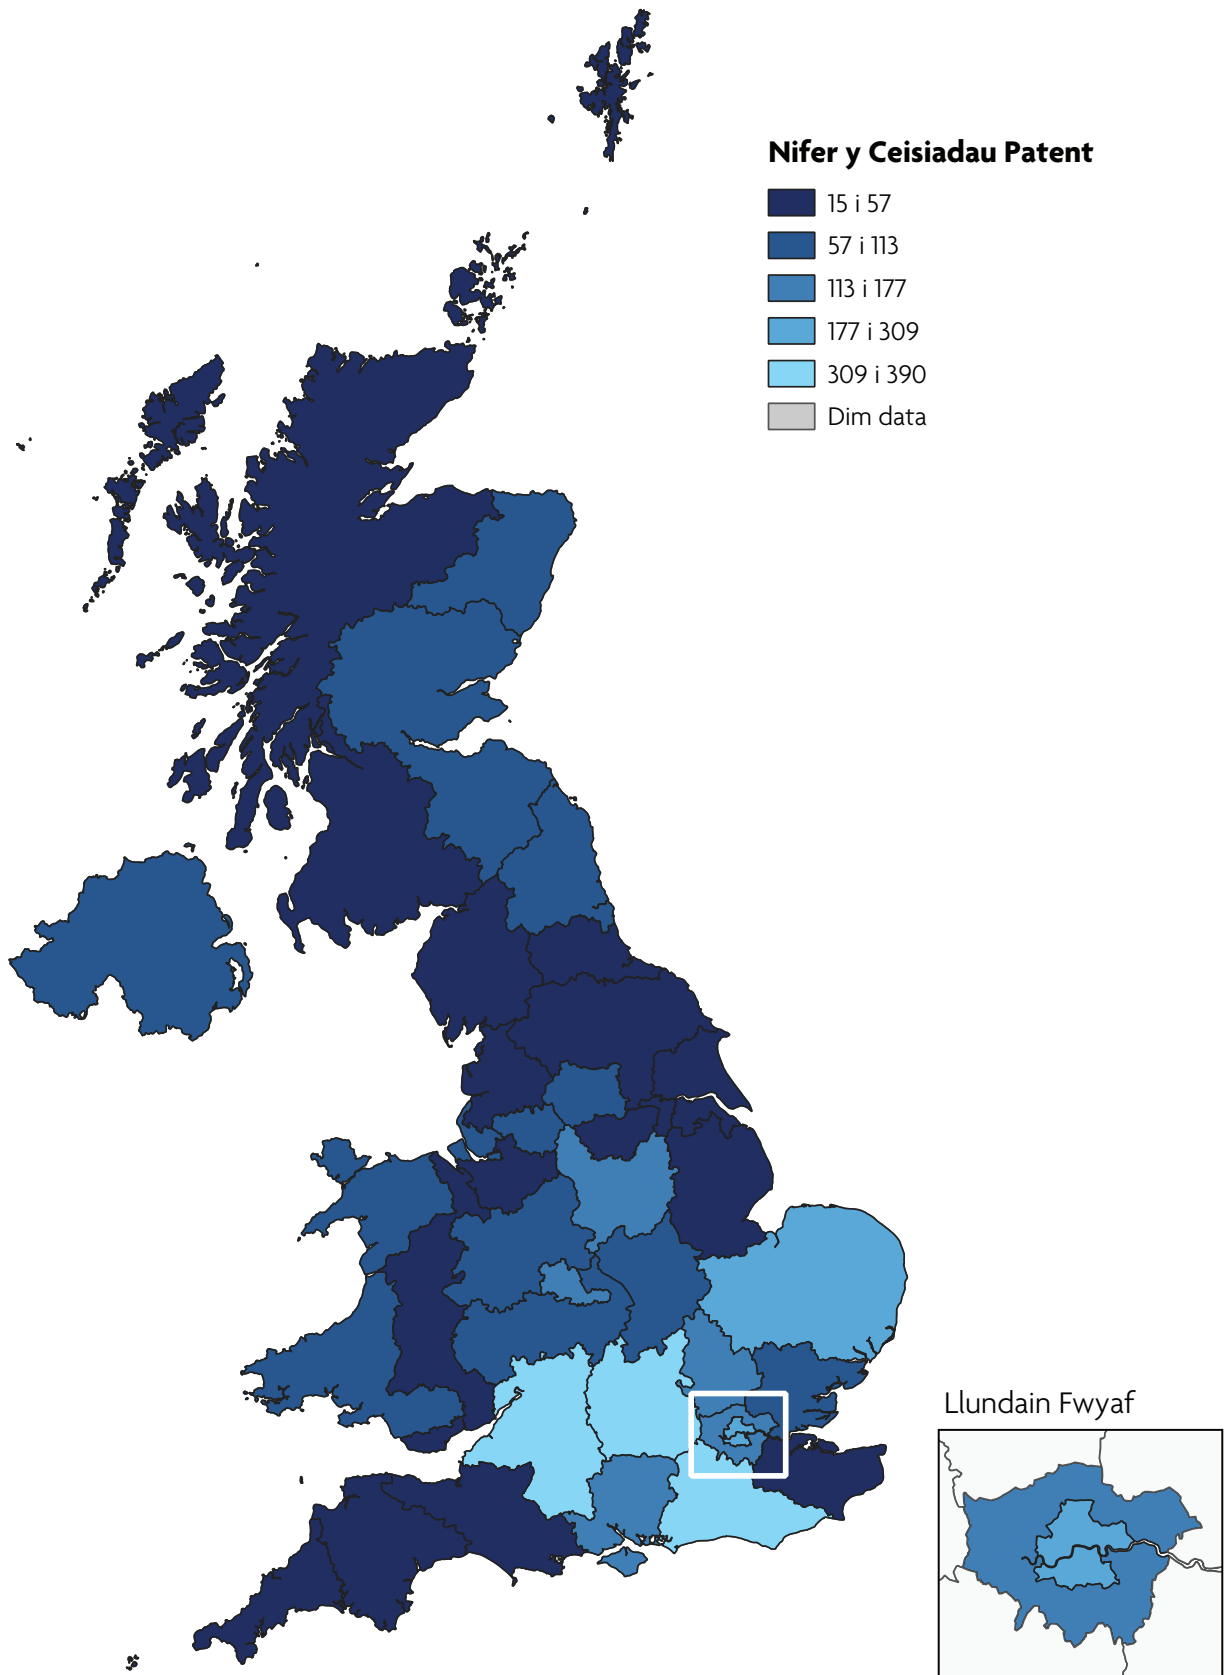 Nifer y Ceisiadau Patent
15 i 57
57 i 113
113 i 177
177 i 309
309 i 390
Dim data
Llundain Fwyaf